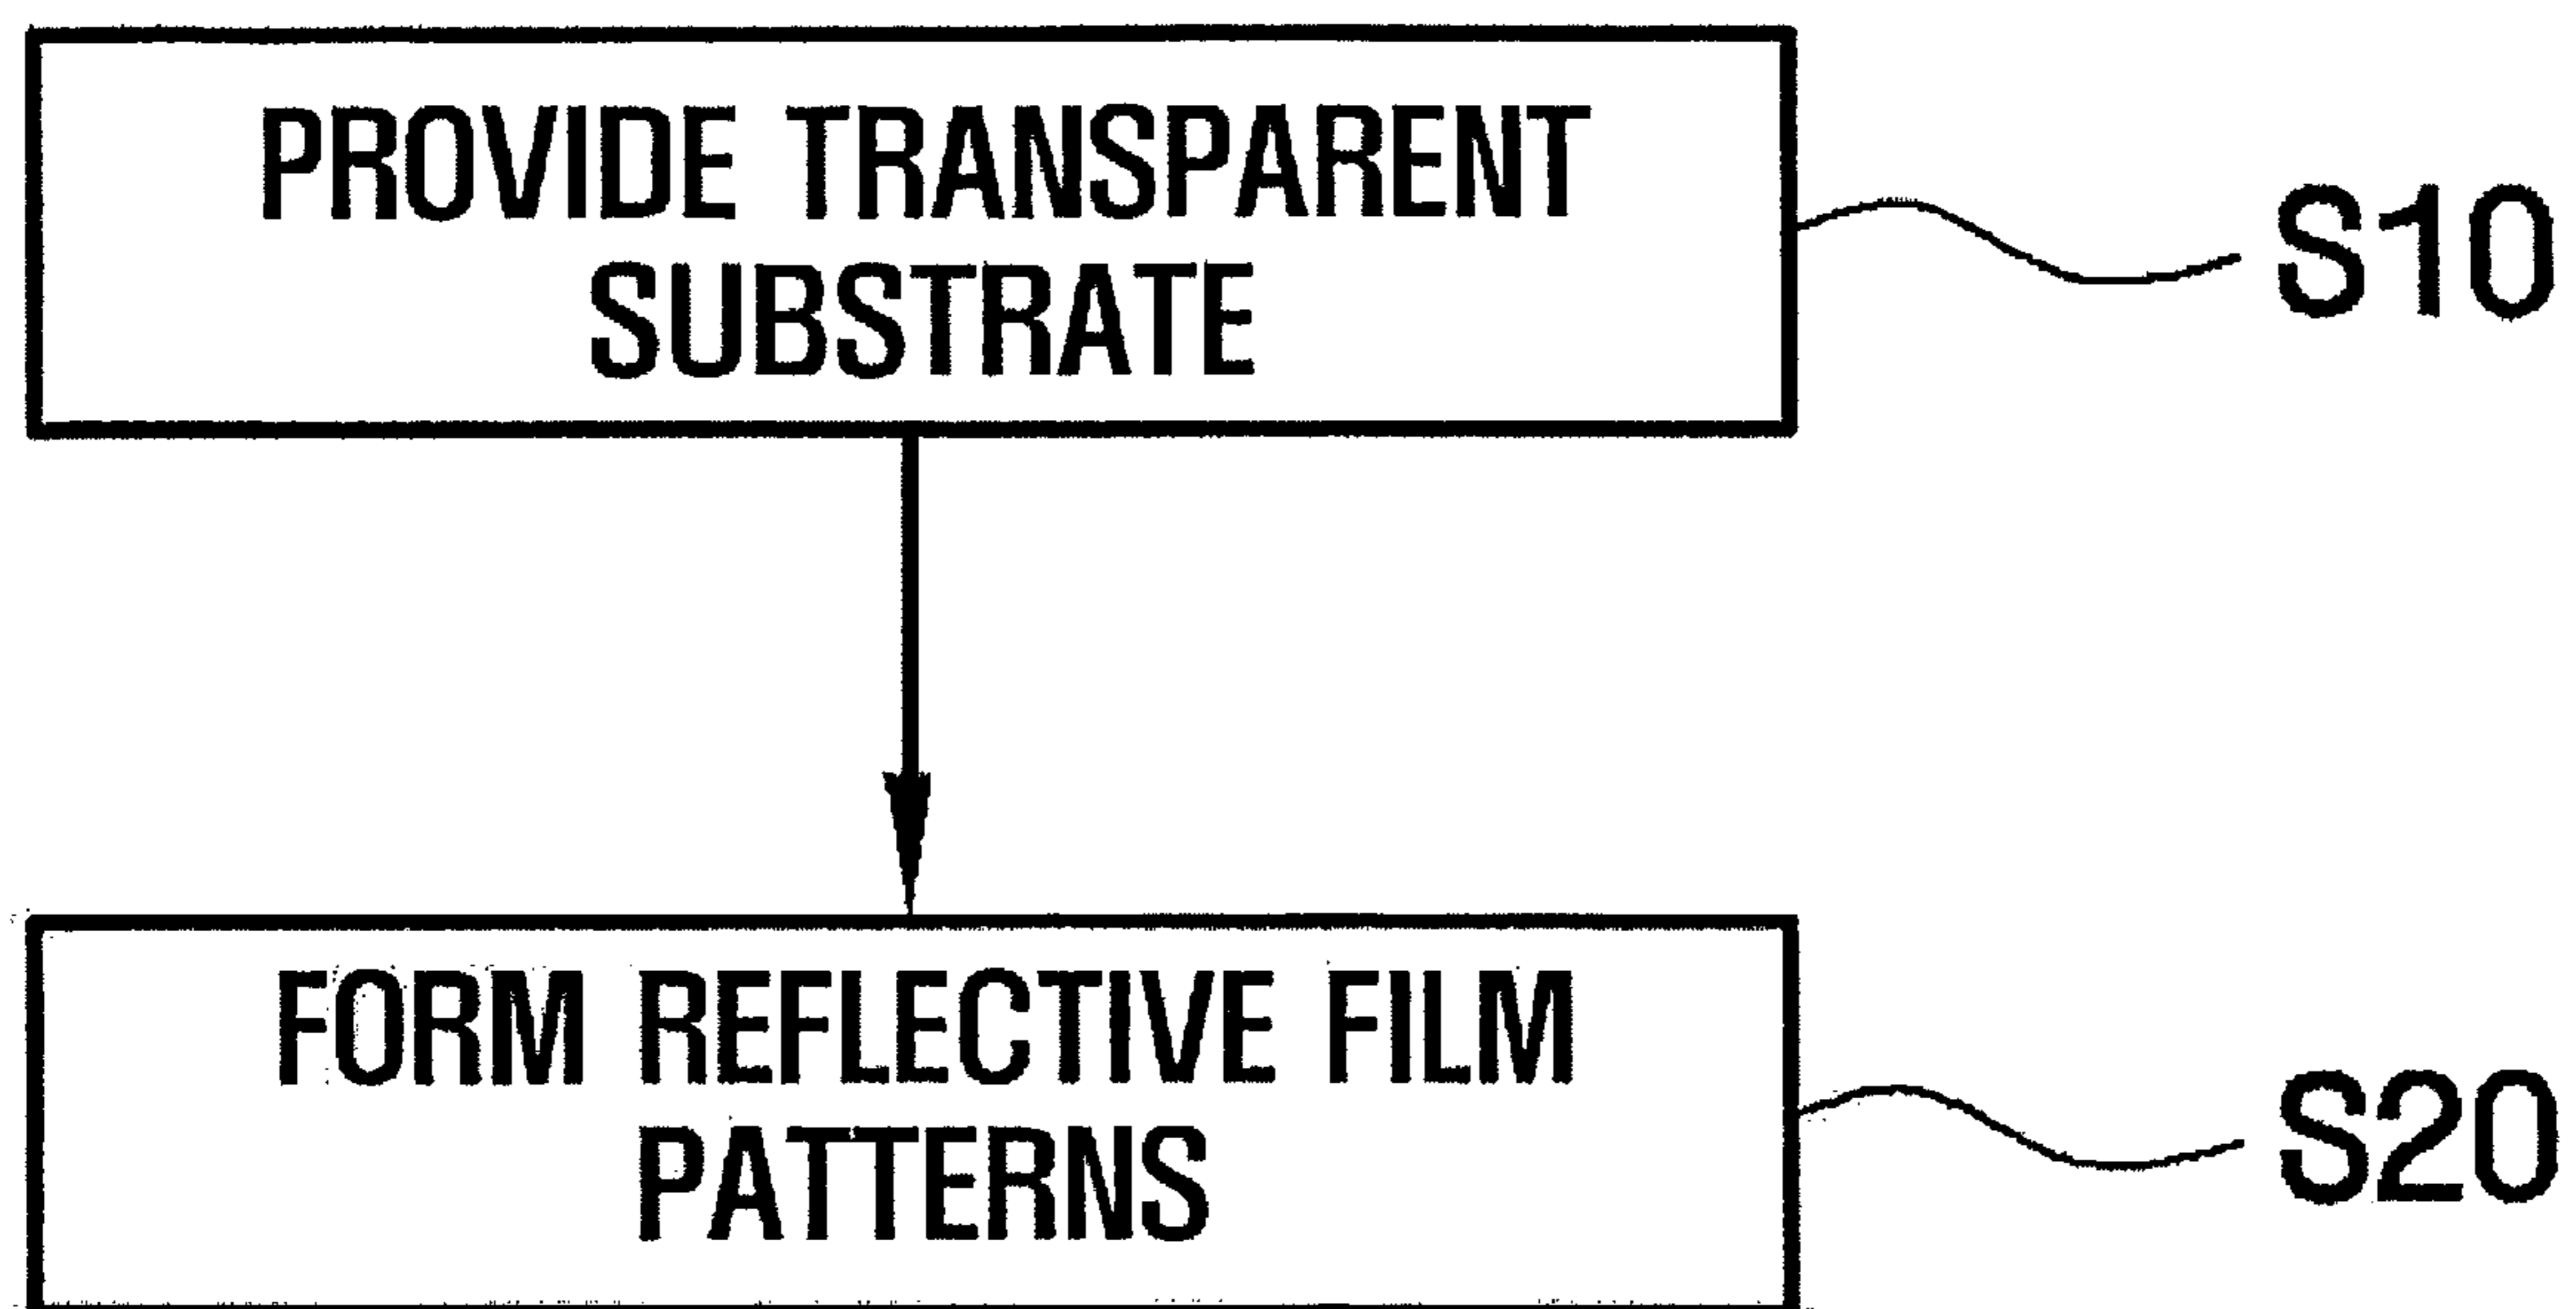 PROVIDE TRANSPARENT
SUBSTRATE
S10
FORM REFLECTIVE FILM
PATTERNS
S20